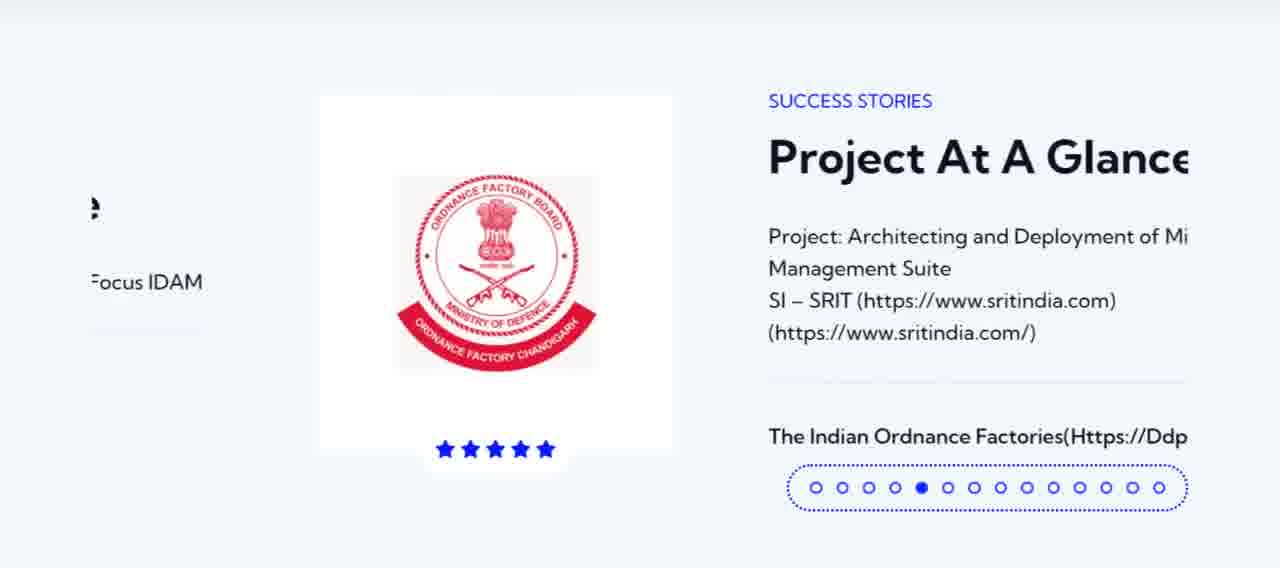 e
Focus IDAM
ORDNANCE FACTORY BOARD
MINISTRY OF DEFENCE
ORDNANCE FACTORY CHANDIGARH
SUCCESS STORIES
Project At A Glance
Project: Architecting and Deployment of Mi
Management Suite
SI – SRIT (https://www.sritindia.com)
(https://www.sritindia.com/)
The Indian Ordnance Factories(Https://Ddp